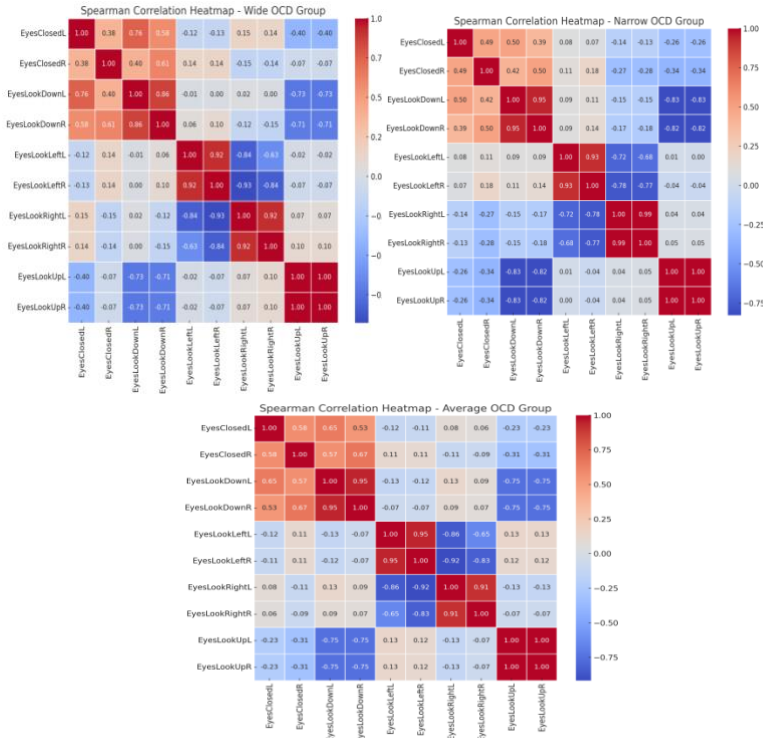 Spearman Correlation Heatmap - Wide OCD Group
EyesClosedL 1.00 0.38 0.76 0.58 -0.12 -0.13 0.15 0.14 -0.40 -0.40
EyesClosedR 0.38 1.00 0.40 0.61 0.14 0.14 -0.15 -0.14 -0.07 -0.07
EyesLookDownL 0.76 0.40 1.00 0.86 -0.01 0.00 0.02 0.00 -0.73 -0.73
EyesLookDownR 0.58 0.61 0.86 1.00 0.06 0.10 -0.12 -0.15 -0.71 -0.71
EyesLookLeftL -0.12 0.14 -0.01 0.06 1.00 0.92 -0.84 -0.63 -0.02 -0.02
EyesLookLeftR -0.13 0.14 0.00 0.10 0.92 1.00 -0.93 -0.84 -0.07 -0.07
EyesLookRightL 0.15 -0.15 0.02 -0.12 -0.84 -0.93 1.00 0.92 0.07 0.07
EyesLookRightR 0.14 -0.14 0.00 -0.15 -0.63 -0.84 0.92 1.00 0.10 0.10
EyesLookUpL -0.40 -0.07 -0.73 -0.71 -0.02 -0.07 0.07 0.10 1.00 1.00
EyesLookUpR -0.40 -0.07 -0.73 -0.71 -0.02 -0.07 0.07 0.10 1.00 1.00
EyesClosedL
EyesClosedR
EyesLookDownL
EyesLookDownR
EyesLookLeftL
EyesLookLeftR
EyesLookRightL
EyesLookRightR
EyesLookUpL
EyesLookUpR
1.0
0.7
0.5
0.2
0.0
−0.
−0.
−0.
Spearman Correlation Heatmap - Narrow OCD Group
EyesClosedL 1.00 0.49 0.50 0.39 0.08 0.07 -0.14 -0.13 -0.26 -0.26
EyesClosedR 0.49 1.00 0.42 0.50 0.11 0.18 -0.27 -0.28 -0.34 -0.34
EyesLookDownL 0.50 0.42 1.00 0.95 0.09 0.11 -0.15 -0.15 -0.83 -0.83
EyesLookDownR 0.39 0.50 0.95 1.00 0.09 0.14 -0.17 -0.18 -0.82 -0.82
EyesLookLeftL 0.08 0.11 0.09 0.09 1.00 0.93 -0.72 -0.68 0.01 0.00
EyesLookLeftR 0.07 0.18 0.11 0.14 0.93 1.00 -0.78 -0.77 -0.04 -0.04
EyesLookRightL -0.14 -0.27 -0.15 -0.17 -0.72 -0.78 1.00 0.99 0.04 0.04
EyesLookRightR -0.13 -0.28 -0.15 -0.18 -0.68 -0.77 0.99 1.00 0.05 0.05
EyesLookUpL -0.26 -0.34 -0.83 -0.82 0.01 -0.04 0.04 0.05 1.00 1.00
EyesLookUpR -0.26 -0.34 -0.83 -0.82 0.00 -0.04 0.04 0.05 1.00 1.00
EyesClosedL
EyesClosedR
EyesLookDownL
EyesLookDownR
EyesLookLeftL
EyesLookLeftR
EyesLookRightL
EyesLookRightR
EyesLookUpL
EyesLookUpR
1.00
0.75
0.50
0.25
0.00
−0.25
−0.50
−0.75
Spearman Correlation Heatmap - Average OCD Group
EyesClosedL 1.00 0.58 0.65 0.53 -0.12 -0.11 0.08 0.06 -0.23 -0.23
EyesClosedR 0.58 1.00 0.57 0.67 0.11 0.11 -0.11 -0.09 -0.31 -0.31
EyesLookDownL 0.65 0.57 1.00 0.95 -0.13 -0.12 0.13 0.09 -0.75 -0.75
EyesLookDownR 0.53 0.67 0.95 1.00 -0.07 -0.07 0.09 0.07 -0.75 -0.75
EyesLookLeftL -0.12 0.11 -0.13 -0.07 1.00 0.95 -0.86 -0.65 0.13 0.13
EyesLookLeftR -0.11 0.11 -0.12 -0.07 0.95 1.00 -0.92 -0.83 0.12 0.12
EyesLookRightL 0.08 -0.11 0.13 0.09 -0.86 -0.92 1.00 0.91 -0.13 -0.13
EyesLookRightR 0.06 -0.09 0.09 0.07 -0.65 -0.83 0.91 1.00 -0.07 -0.07
EyesLookUpL -0.23 -0.31 -0.75 -0.75 0.13 0.12 -0.13 -0.07 1.00 1.00
EyesLookUpR -0.23 -0.31 -0.75 -0.75 0.13 0.12 -0.13 -0.07 1.00 1.00
EyesClosedL
EyesClosedR
EyesLookDownL
EyesLookDownR
EyesLookLeftL
EyesLookLeftR
EyesLookRightL
EyesLookRightR
EyesLookUpL
EyesLookUpR
1.00
0.75
0.50
0.25
0.00
−0.25
−0.50
−0.75